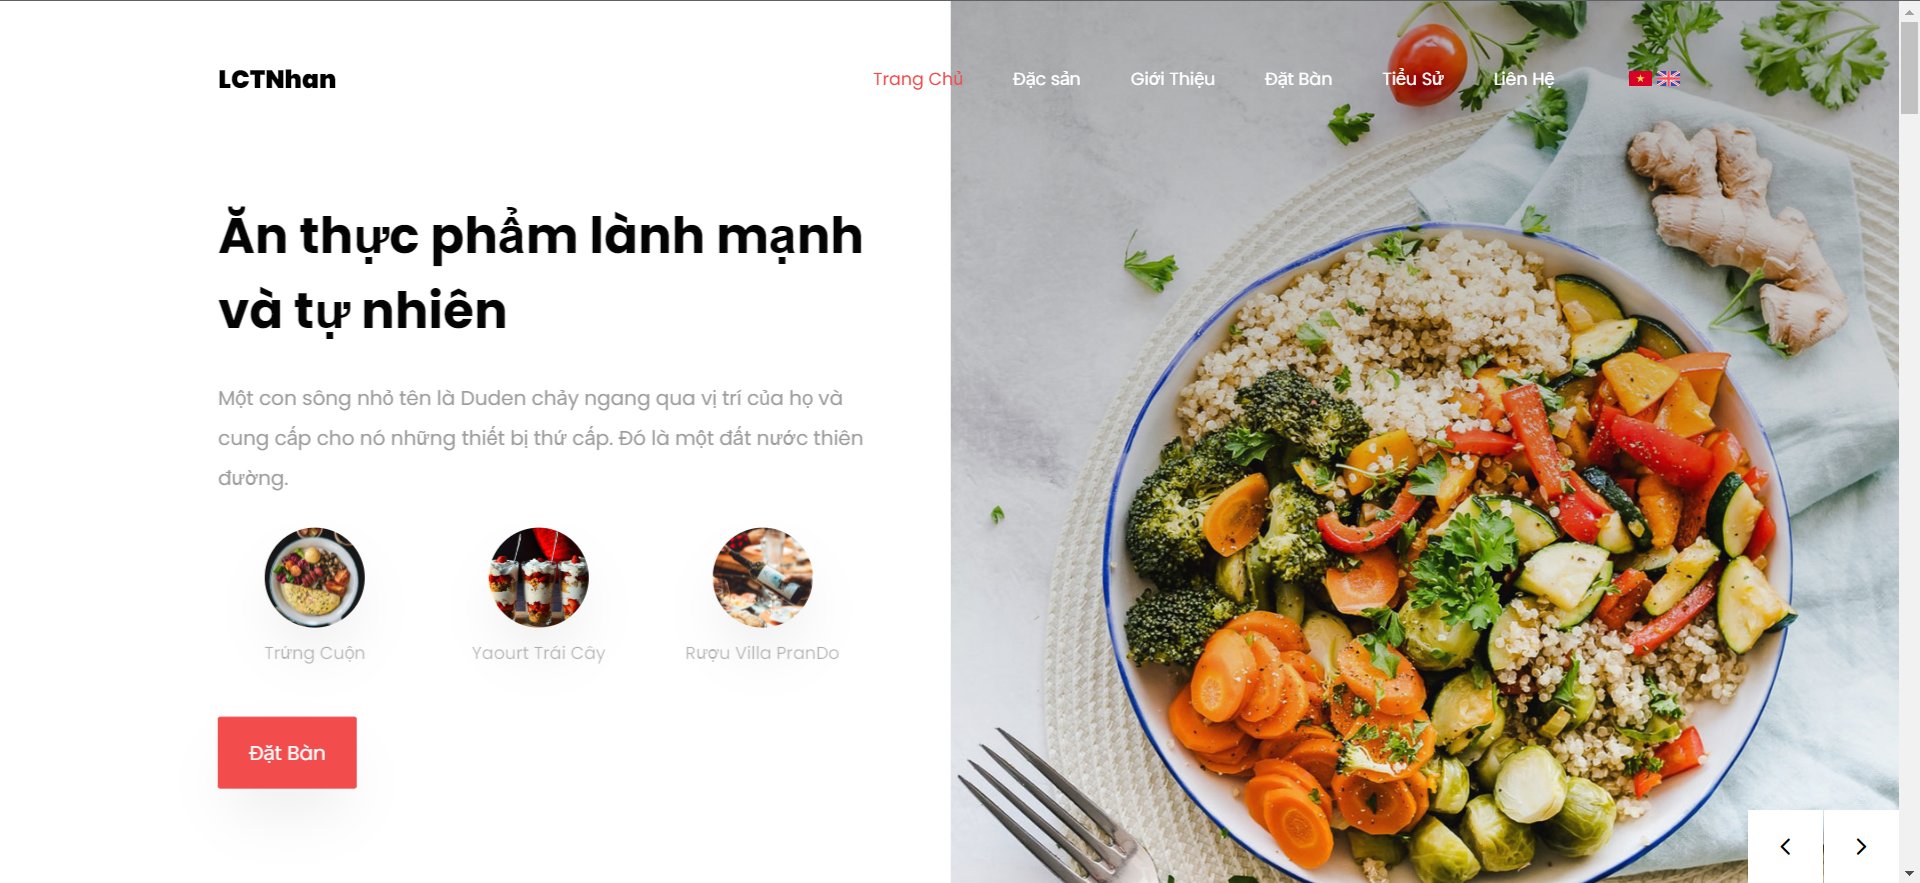 LCTNhan
Trang Chủ
Đặc sản
Giới Thiệu
Đặt Bàn
Tiểu Sử
Liên Hệ
Ăn thực phẩm lành mạnh
và tự nhiên
Một con sông nhỏ tên là Duden chảy ngang qua vị trí của họ và
cung cấp cho nó những thiết bị thứ cấp. Đó là một đất nước thiên
đường.
Trứng Cuộn
Yaourt Trái Cây
Rượu Villa PranDo
Đặt Bàn